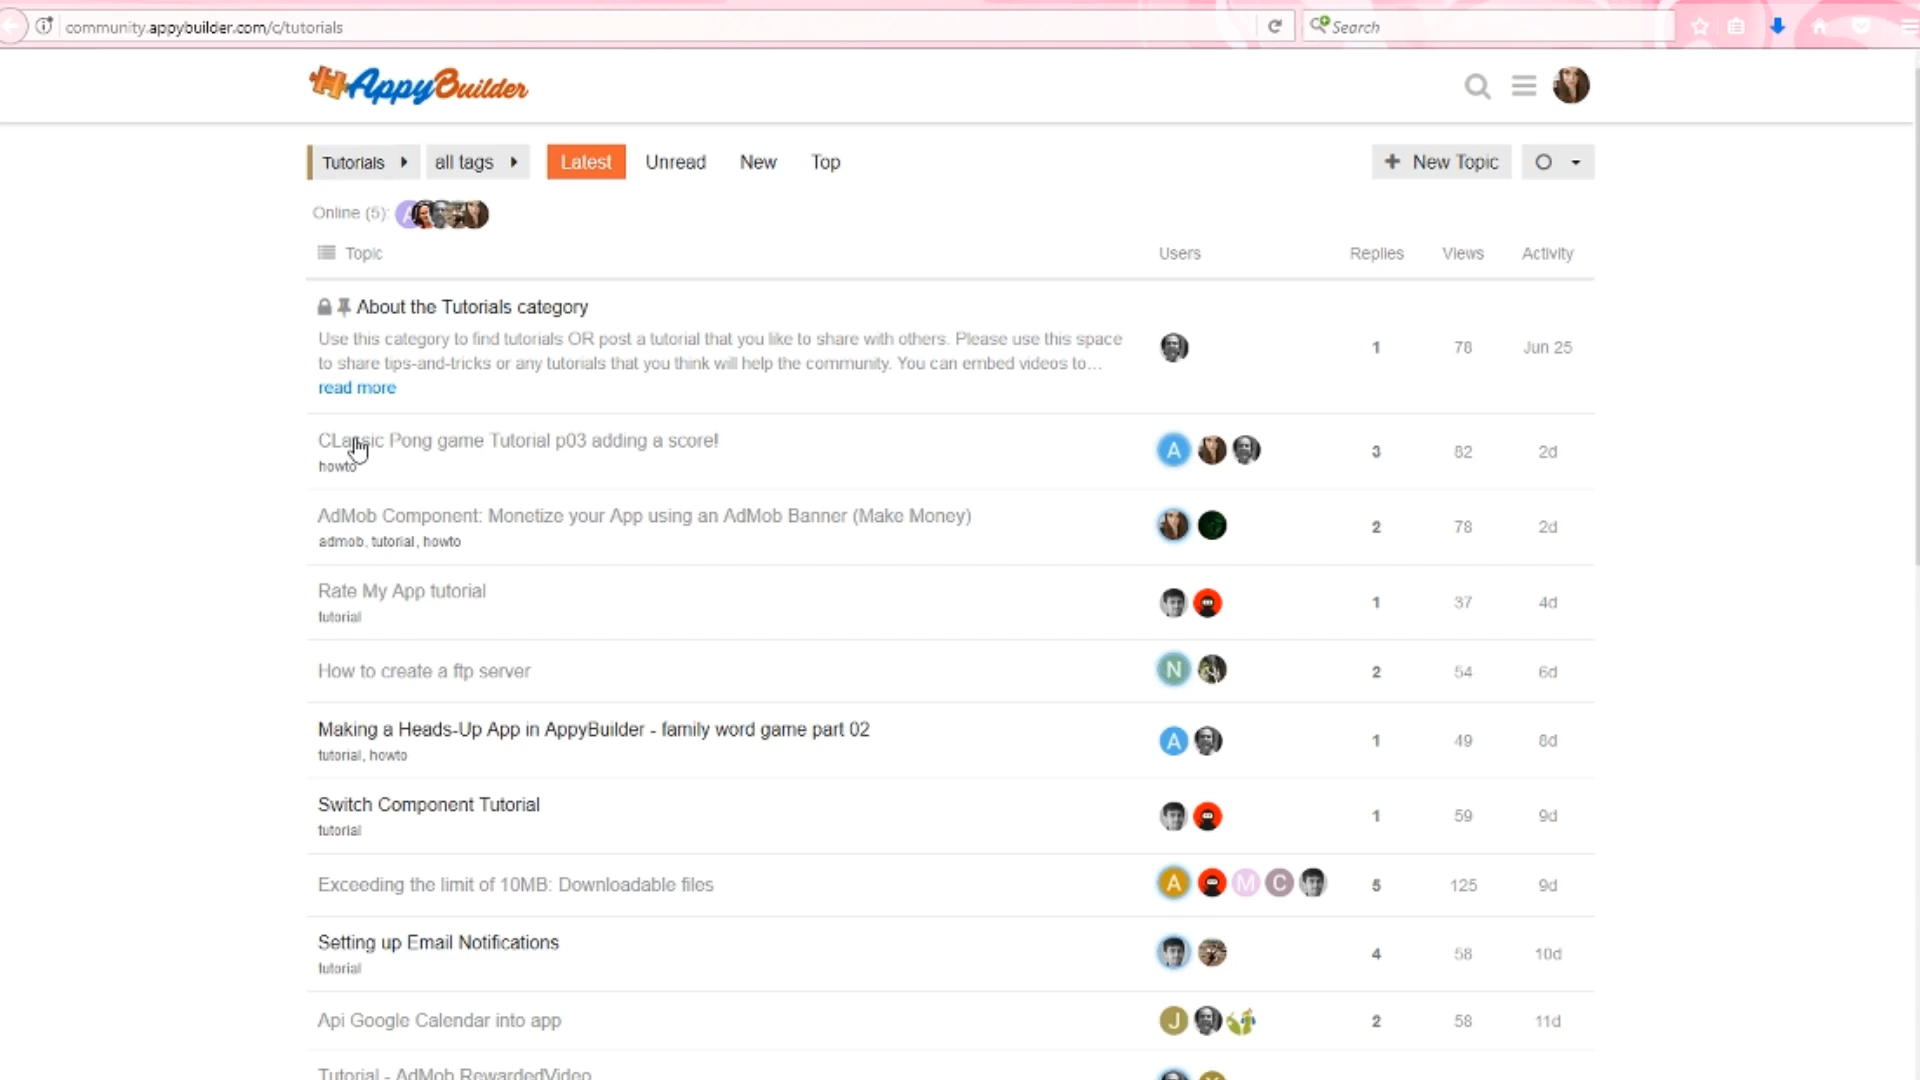 community.appybuilder.com/c/tutorials
Search
AppyBuilder
Tutorials
all tags
Latest
Unread
New
Top
New Topic
Online (5):
Topic
Users
Replies
Views
Activity
About the Tutorials category
Use this category to find tutorials OR post a tutorial that you like to share with others. Please use this space
to share tips-and-tricks or any tutorials that you think will help the community. You can embed videos to...
read more
1
78
Jun 25
CLassic Pong game Tutorial p03 adding a score!
howto
A
3
82
2d
AdMob Component: Monetize your App using an AdMob Banner (Make Money)
admob, tutorial, howto
2
78
2d
Rate My App tutorial
tutorial
1
37
4d
How to create a ftp server
N
2
54
6d
Making a Heads-Up App in AppyBuilder - family word game part 02
tutorial, howto
A
1
49
8d
Switch Component Tutorial
tutorial
1
59
9d
Exceeding the limit of 10MB: Downloadable files
A
M
C
5
125
9d
Setting up Email Notifications
tutorial
4
58
10d
Api Google Calendar into app
J
2
58
11d
Tutorial - AdMob RewardedVideo